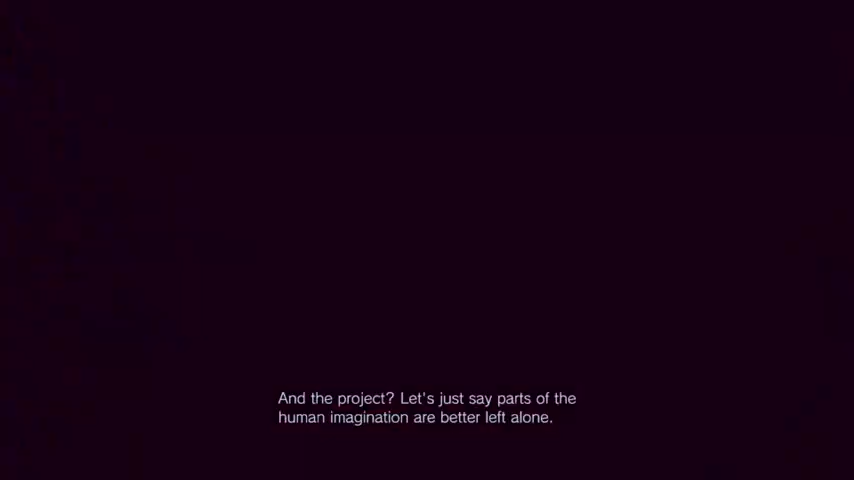 And the project? Let's just say parts of the
human imagination are better left alone.